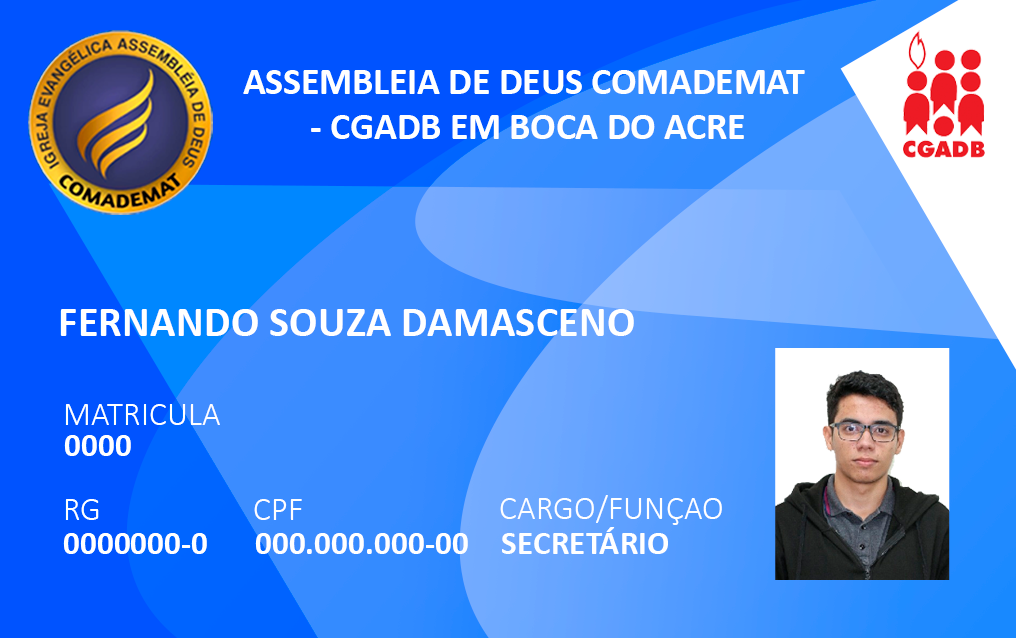 IGREJA EVANGÉLICA ASSEMBLÉIA DE DEUS
COMADEMAT
ASSEMBLEIA DE DEUS COMADEMAT
- CGADB EM BOCA DO ACRE
CGADB
FERNANDO SOUZA DAMASCENO
MATRICULA
0000
RG CPF CARGO/FUNÇAO
0000000-0 000.000.000-00 SECRETÁRIO